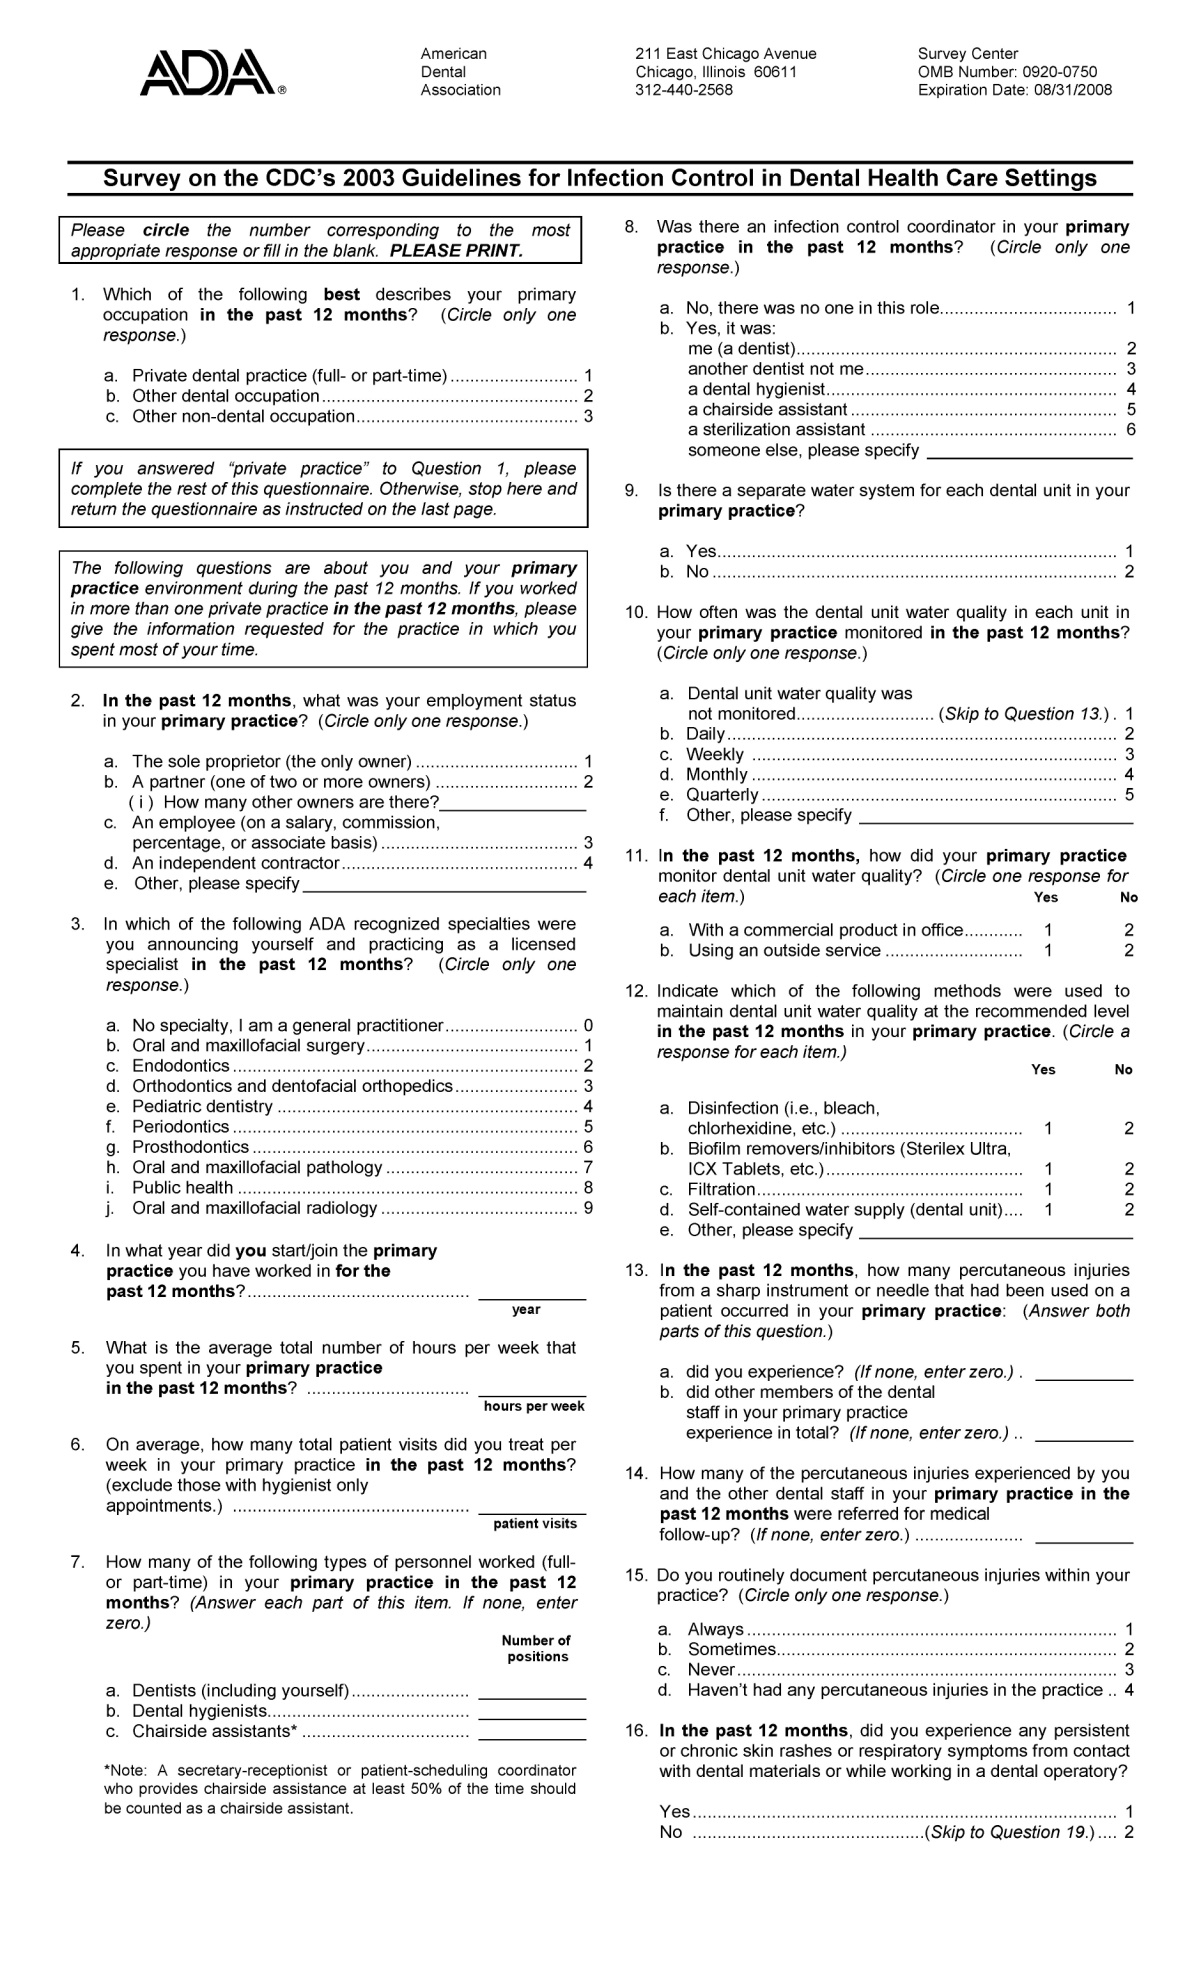 ADA®
American
Dental
Association
211 East Chicago Avenue
Chicago, Illinois  60611
312-440-2568
Survey Center
OMB Number: 0920-0750
Expiration Date: 08/31/2008
Survey on the CDC’s 2003 Guidelines for Infection Control in Dental Health Care Settings
Please circle the number corresponding to the most
appropriate response or fill in the blank.  PLEASE PRINT.
1. Which of the following best describes your primary
occupation in the past 12 months?  (Circle only one
response.)
a. Private dental practice (full- or part-time) .......................... 1
b. Other dental occupation .................................................... 2
c. Other non-dental occupation............................................. 3
If you answered “private practice” to Question 1, please
complete the rest of this questionnaire. Otherwise, stop here and
return the questionnaire as instructed on the last page.
The following questions are about you and your primary
practice environment during the past 12 months. If you worked
in more than one private practice in the past 12 months, please
give the information requested for the practice in which you
spent most of your time.
2. In the past 12 months, what was your employment status
in your primary practice?  (Circle only one response.)
a. The sole proprietor (the only owner) ................................. 1
b. A partner (one of two or more owners) ............................. 2
( i )  How many other owners are there?_______________
c. An employee (on a salary, commission,
percentage, or associate basis) ........................................ 3
d. An independent contractor ................................................ 4
e. Other, please specify _____________________________
3. In which of the following ADA recognized specialties were
you announcing yourself and practicing as a licensed
specialist in the past 12 months?  (Circle only one
response.)
a. No specialty, I am a general practitioner........................... 0
b. Oral and maxillofacial surgery........................................... 1
c. Endodontics ...................................................................... 2
d. Orthodontics and dentofacial orthopedics......................... 3
e. Pediatric dentistry ............................................................. 4
f. Periodontics ...................................................................... 5
g. Prosthodontics .................................................................. 6
h. Oral and maxillofacial pathology ....................................... 7
i. Public health ..................................................................... 8
j. Oral and maxillofacial radiology ........................................ 9
4. In what year did you start/join the primary
practice you have worked in for the
past 12 months?............................................. ___________
year
5. What is the average total number of hours per week that
you spent in your primary practice
in the past 12 months? ................................. ___________
hours per week
6. On average, how many total patient visits did you treat per
week in your primary practice in the past 12 months?
(exclude those with hygienist only
appointments.) ................................................ ___________
patient visits
7. How many of the following types of personnel worked (full-
or part-time) in your primary practice in the past 12
months? (Answer each part of this item. If none, enter
zero.)
Number of
positions
a. Dentists (including yourself)........................ ___________
b. Dental hygienists......................................... ___________
c. Chairside assistants* .................................. ___________
*Note: A secretary-receptionist or patient-scheduling coordinator
who provides chairside assistance at least 50% of the time should
be counted as a chairside assistant.
8. Was there an infection control coordinator in your primary
practice in the past 12 months?  (Circle only one
response.)
a. No, there was no one in this role.................................... 1
b. Yes, it was:
me (a dentist)................................................................. 2
another dentist not me ................................................... 3
a dental hygienist........................................................... 4
a chairside assistant ...................................................... 5
a sterilization assistant .................................................. 6
someone else, please specify _____________________
9. Is there a separate water system for each dental unit in your
primary practice?
a. Yes................................................................................. 1
b. No .................................................................................. 2
10. How often was the dental unit water quality in each unit in
your primary practice monitored in the past 12 months?
(Circle only one response.)
a. Dental unit water quality was
not monitored............................ (Skip to Question 13.) . 1
b. Daily ............................................................................... 2
c. Weekly .......................................................................... 3
d. Monthly .......................................................................... 4
e. Quarterly ........................................................................ 5
f. Other, please specify ____________________________
11. In the past 12 months, how did your primary practice
monitor dental unit water quality?  (Circle one response for
each item.) Yes No
a. With a commercial product in office............ 1 2
b. Using an outside service ............................ 1 2
12. Indicate which of the following methods were used to
maintain dental unit water quality at the recommended level
in the past 12 months in your primary practice. (Circle a
response for each item.)
Yes No
a. Disinfection (i.e., bleach,
chlorhexidine, etc.) ..................................... 1 2
b. Biofilm removers/inhibitors (Sterilex Ultra,
ICX Tablets, etc.)........................................ 1 2
c. Filtration...................................................... 1 2
d. Self-contained water supply (dental unit).... 1 2
e. Other, please specify ____________________________
13. In the past 12 months, how many percutaneous injuries
from a sharp instrument or needle that had been used on a
patient occurred in your primary practice:  (Answer both
parts of this question.)
a. did you experience?  (If none, enter zero.) . __________
b. did other members of the dental
staff in your primary practice
experience in total?  (If none, enter zero.) .. __________
14. How many of the percutaneous injuries experienced by you
and the other dental staff in your primary practice in the
past 12 months were referred for medical
follow-up?  (If none, enter zero.) ...................... __________
15. Do you routinely document percutaneous injuries within your
practice?  (Circle only one response.)
a. Always ........................................................................... 1
b. Sometimes..................................................................... 2
c. Never ............................................................................. 3
d. Haven’t had any percutaneous injuries in the practice .. 4
16. In the past 12 months, did you experience any persistent
or chronic skin rashes or respiratory symptoms from contact
with dental materials or while working in a dental operatory?
Yes ...................................................................................... 1
No ...............................................(Skip to Question 19.) .... 2